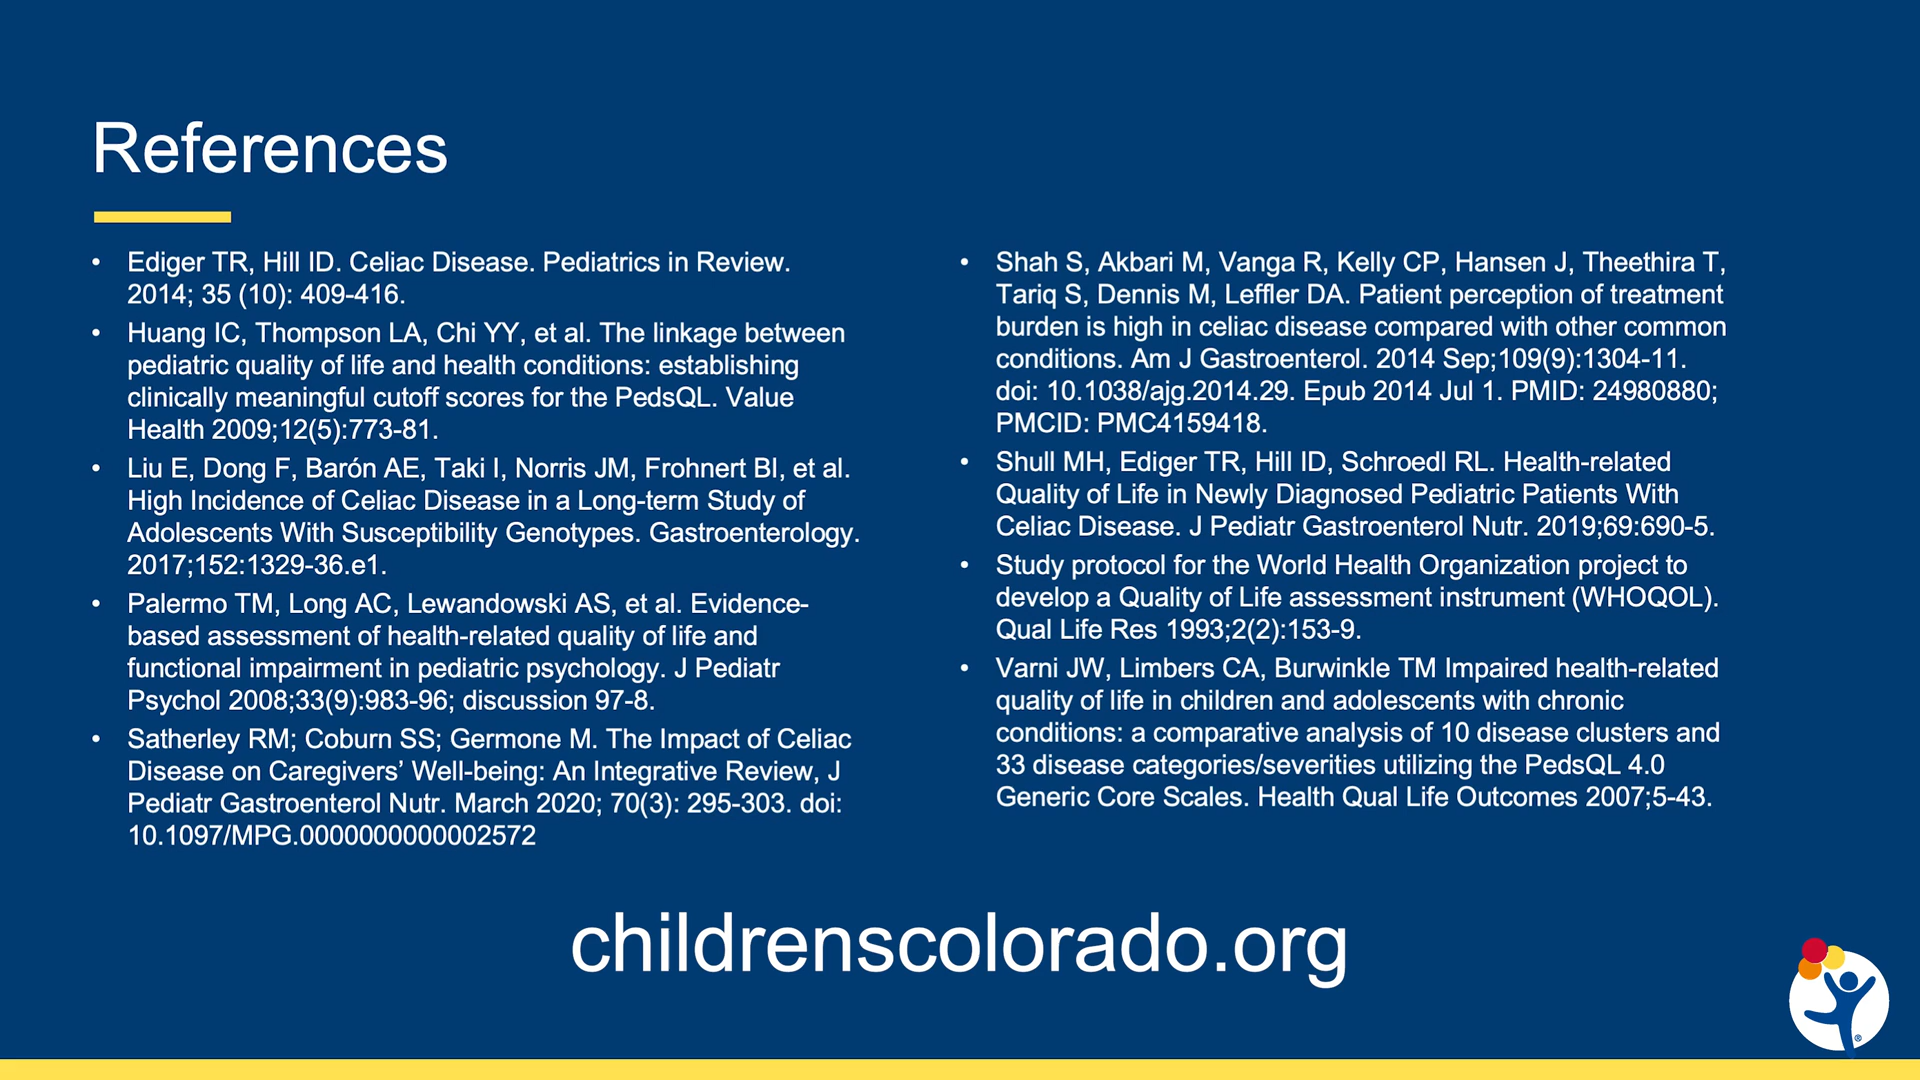 References
• Ediger TR, Hill ID. Celiac Disease. Pediatrics in Review.
2014; 35 (10): 409-416.
• Huang IC, Thompson LA, Chi YY, et al. The linkage between
pediatric quality of life and health conditions: establishing
clinically meaningful cutoff scores for the PedsQL. Value
Health 2009;12(5):773-81.
• Liu E, Dong F, Barón AE, Taki I, Norris JM, Frohnert BI, et al.
High Incidence of Celiac Disease in a Long-term Study of
Adolescents With Susceptibility Genotypes. Gastroenterology.
2017;152:1329-36.e1.
• Palermo TM, Long AC, Lewandowski AS, et al. Evidence-
based assessment of health-related quality of life and
functional impairment in pediatric psychology. J Pediatr
Psychol 2008;33(9):983-96; discussion 97-8.
• Satherley RM; Coburn SS; Germone M. The Impact of Celiac
Disease on Caregivers’ Well-being: An Integrative Review, J
Pediatr Gastroenterol Nutr. March 2020; 70(3): 295-303. doi:
10.1097/MPG.0000000000002572
• Shah S, Akbari M, Vanga R, Kelly CP, Hansen J, Theethira T,
Tariq S, Dennis M, Leffler DA. Patient perception of treatment
burden is high in celiac disease compared with other common
conditions. Am J Gastroenterol. 2014 Sep;109(9):1304-11.
doi: 10.1038/ajg.2014.29. Epub 2014 Jul 1. PMID: 24980880;
PMCID: PMC4159418.
• Shull MH, Ediger TR, Hill ID, Schroedl RL. Health-related
Quality of Life in Newly Diagnosed Pediatric Patients With
Celiac Disease. J Pediatr Gastroenterol Nutr. 2019;69:690-5.
• Study protocol for the World Health Organization project to
develop a Quality of Life assessment instrument (WHOQOL).
Qual Life Res 1993;2(2):153-9.
• Varni JW, Limbers CA, Burwinkle TM Impaired health-related
quality of life in children and adolescents with chronic
conditions: a comparative analysis of 10 disease clusters and
33 disease categories/severities utilizing the PedsQL 4.0
Generic Core Scales. Health Qual Life Outcomes 2007;5-43.
childrenscolorado.org
®